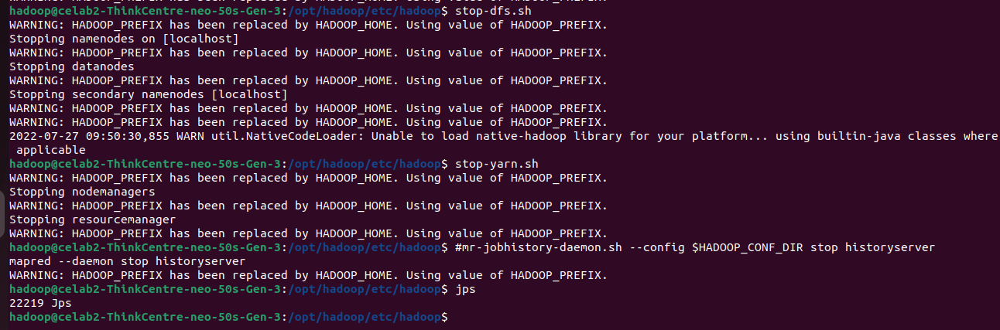 WARNING: HADOOP_PREFIX has been replaced by HADOOP_HOME. Using value of HADOOP_PREFIX.
hadoop@celab2-ThinkCentre-neo-50s-Gen-3:/opt/hadoop/etc/hadoop$ stop-dfs.sh
WARNING: HADOOP_PREFIX has been replaced by HADOOP_HOME. Using value of HADOOP_PREFIX.
Stopping namenodes on [localhost]
WARNING: HADOOP_PREFIX has been replaced by HADOOP_HOME. Using value of HADOOP_PREFIX.
Stopping datanodes
WARNING: HADOOP_PREFIX has been replaced by HADOOP_HOME. Using value of HADOOP_PREFIX.
Stopping secondary namenodes [localhost]
WARNING: HADOOP_PREFIX has been replaced by HADOOP_HOME. Using value of HADOOP_PREFIX.
WARNING: HADOOP_PREFIX has been replaced by HADOOP_HOME. Using value of HADOOP_PREFIX.
2022-07-27 09:50:30,855 WARN util.NativeCodeLoader: Unable to load native-hadoop library for your platform... using builtin-java classes where
applicable
hadoop@celab2-ThinkCentre-neo-50s-Gen-3:/opt/hadoop/etc/hadoop$ stop-yarn.sh
WARNING: HADOOP_PREFIX has been replaced by HADOOP_HOME. Using value of HADOOP_PREFIX.
Stopping nodemanagers
WARNING: HADOOP_PREFIX has been replaced by HADOOP_HOME. Using value of HADOOP_PREFIX.
Stopping resourcemanager
WARNING: HADOOP_PREFIX has been replaced by HADOOP_HOME. Using value of HADOOP_PREFIX.
hadoop@celab2-ThinkCentre-neo-50s-Gen-3:/opt/hadoop/etc/hadoop$ #mr-jobhistory-daemon.sh --config $HADOOP_CONF_DIR stop historyserver
mapred --daemon stop historyserver
WARNING: HADOOP_PREFIX has been replaced by HADOOP_HOME. Using value of HADOOP_PREFIX.
hadoop@celab2-ThinkCentre-neo-50s-Gen-3:/opt/hadoop/etc/hadoop$ jps
22219 Jps
hadoop@celab2-ThinkCentre-neo-50s-Gen-3:/opt/hadoop/etc/hadoop$